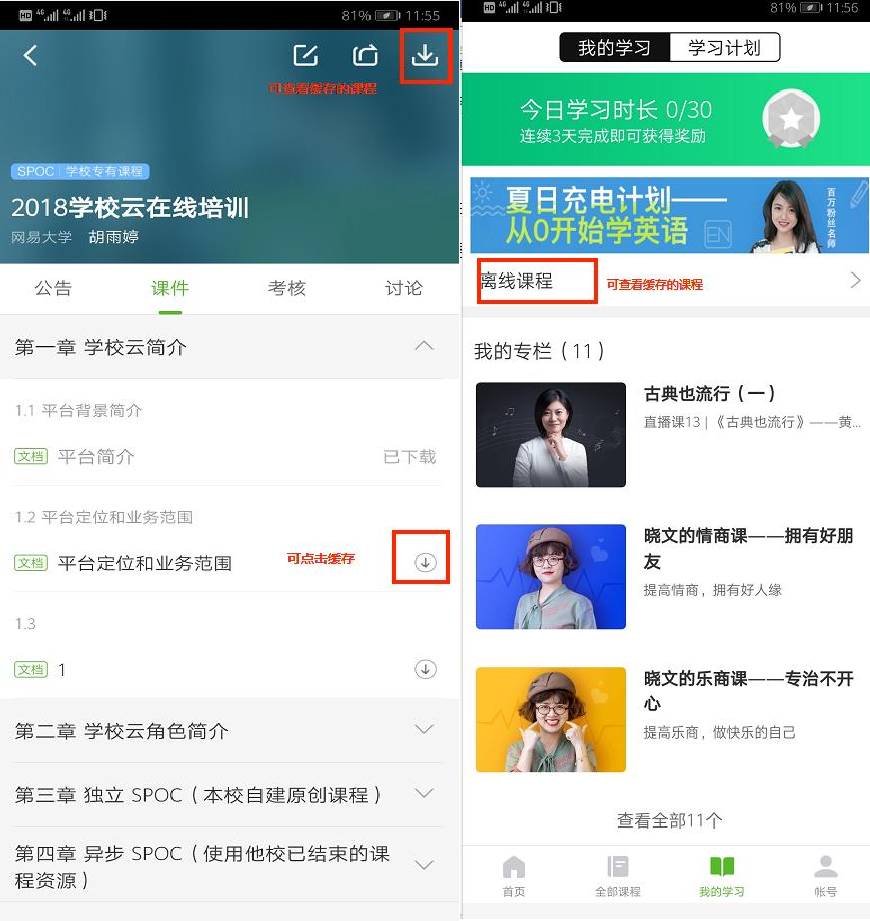 HD 4G 4G 81% 11:55
可查看缓存的课程
SPOC | 学校专有课程
2018学校云在线培训
网易大学 胡雨婷
公告 课件 考核 讨论
第一章 学校云简介
1.1 平台背景简介
文档 平台简介 已下载
1.2 平台定位和业务范围
文档 平台定位和业务范围 可点击缓存
1.3
文档 1
第二章 学校云角色简介
第三章 独立 SPOC（本校自建原创课程）
第四章 异步 SPOC（使用他校已结束的课
程资源）
HD 4G 4G 81% 11:56
我的学习 学习计划
今日学习时长 0/30
连续3天完成即可获得奖励
夏日充电计划——
从0开始学英语 EN
百万粉丝名师
离线课程 可查看缓存的课程
我的专栏（11）
古典也流行（一）
直播课13 | 《古典也流行》——黄...
晓文的情商课——拥有好朋
友
提高情商，拥有好人缘
晓文的乐商课——专治不开
心
提高乐商，做快乐的自己
查看全部11个
首页 全部课程 我的学习 帐号